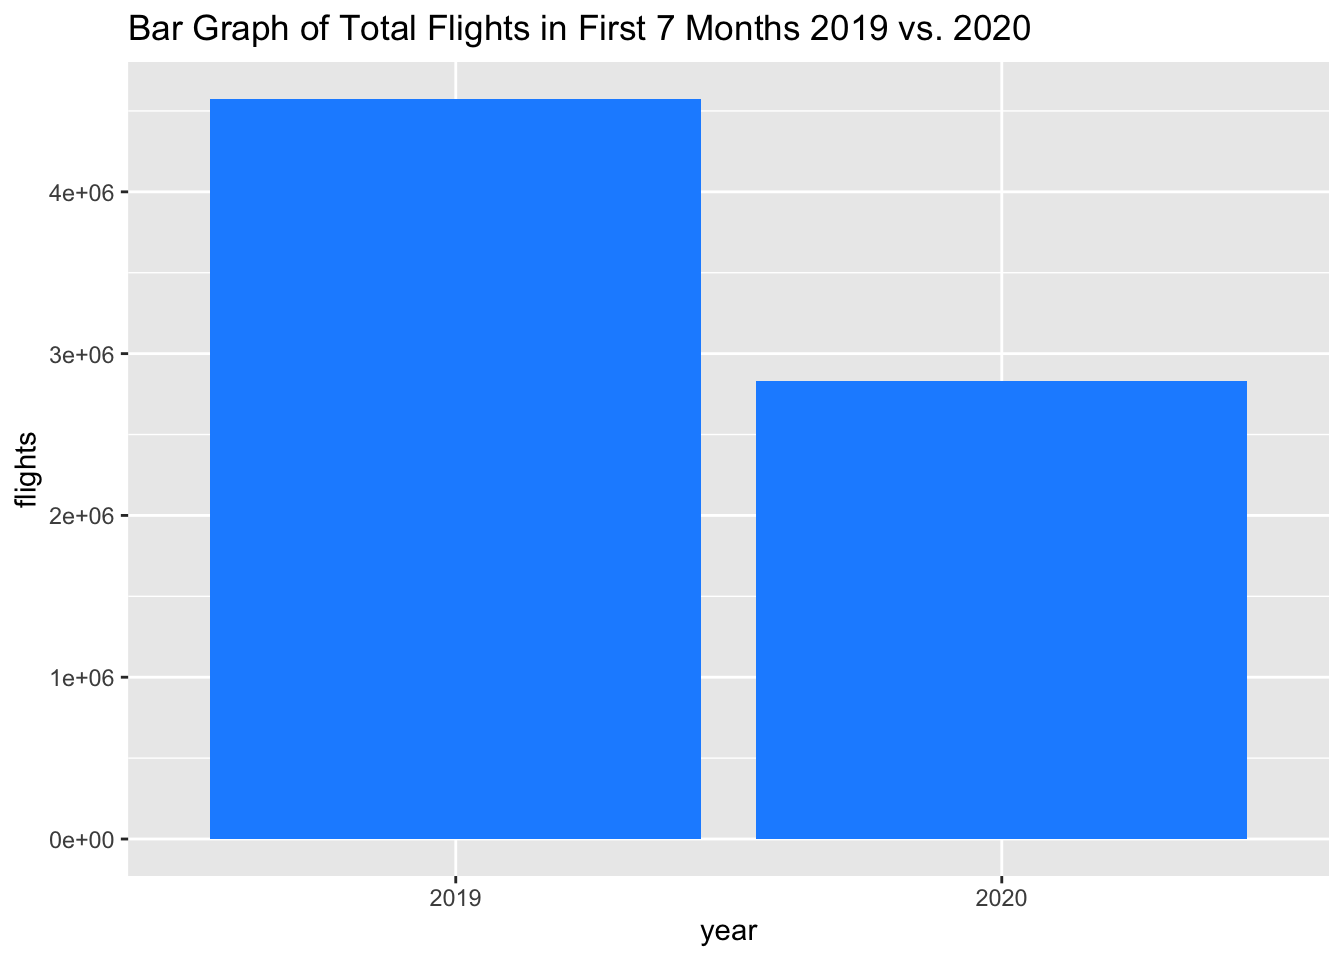 Bar Graph of Total Flights in First 7 Months 2019 vs. 2020
4e+06
3e+06
flights
2e+06
1e+06
0e+00
2019 2020
year